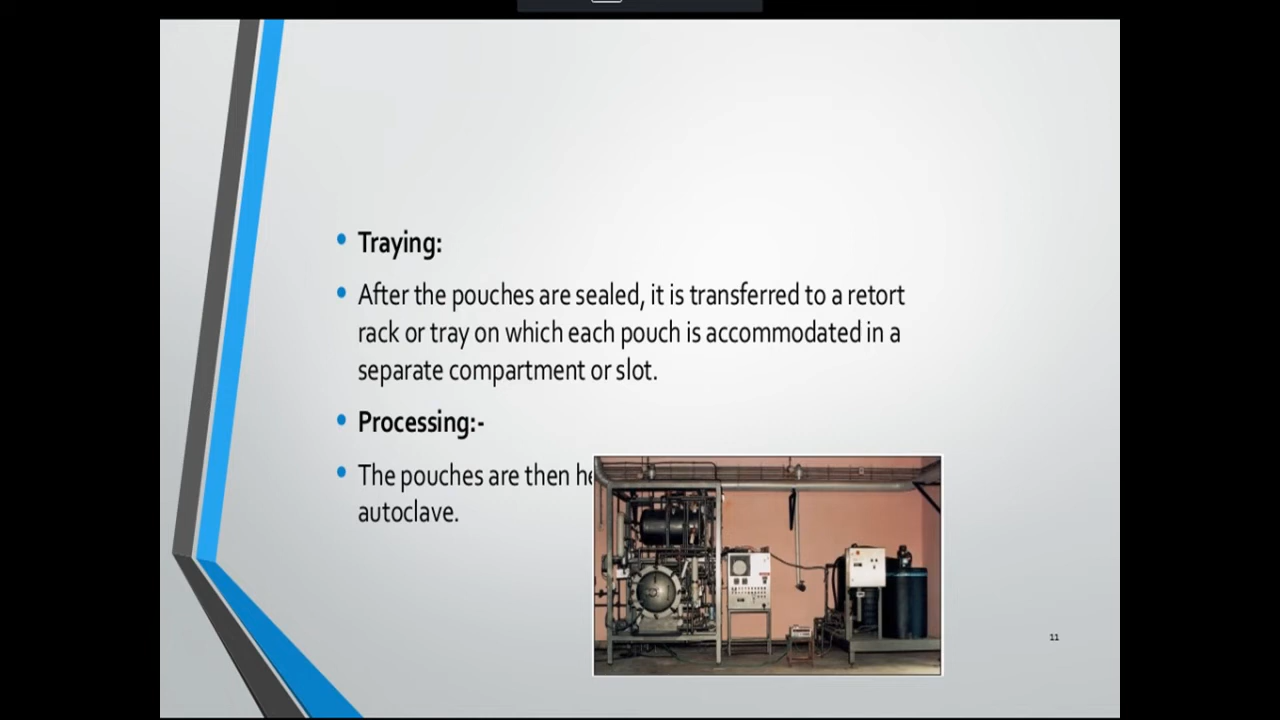 Traying:
After the pouches are sealed, it is transferred to a retort
rack or tray on which each pouch is accommodated in a
separate compartment or slot.
Processing:-
The pouches are then
autoclave.
11